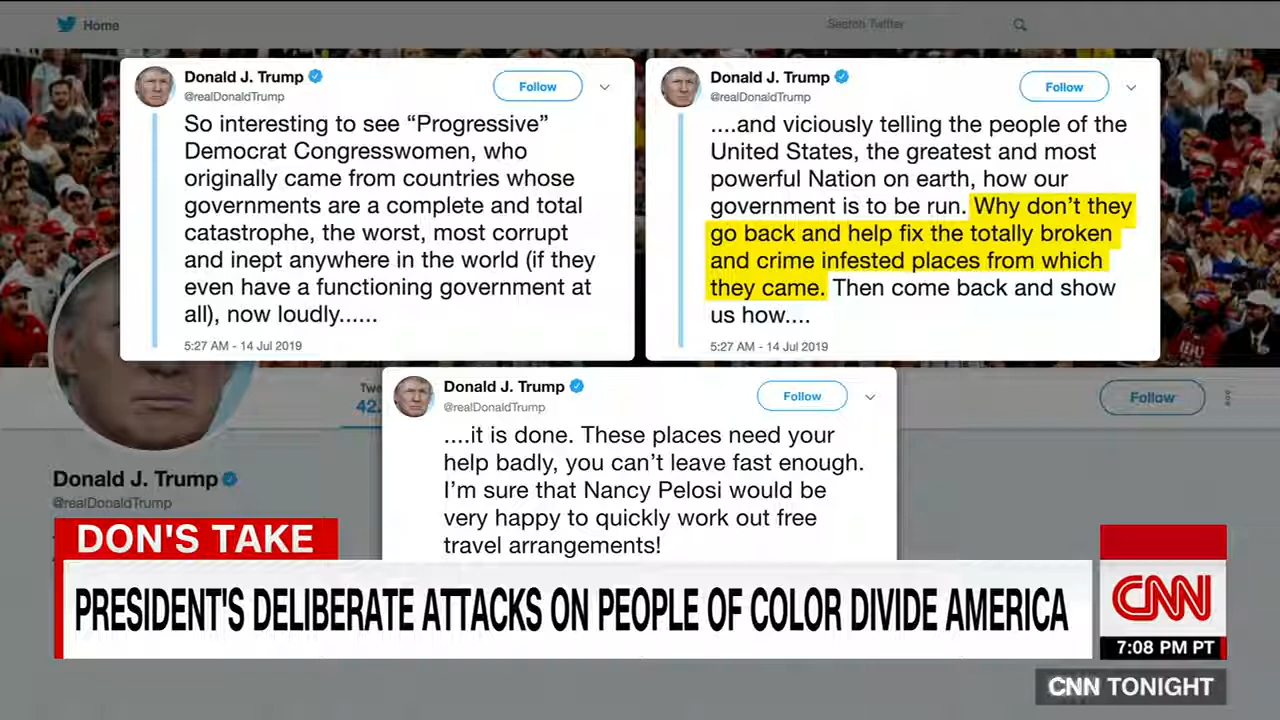 Home
Search Twitter
Donald J. Trump
@realDonaldTrump
Follow
So interesting to see “Progressive”
Democrat Congresswomen, who
originally came from countries whose
governments are a complete and total
catastrophe, the worst, most corrupt
and inept anywhere in the world (if they
even have a functioning government at
all), now loudly......
5:27 AM - 14 Jul 2019
Donald J. Trump
@realDonaldTrump
Follow
....and viciously telling the people of the
United States, the greatest and most
powerful Nation on earth, how our
government is to be run. Why don’t they
go back and help fix the totally broken
and crime infested places from which
they came. Then come back and show
us how....
5:27 AM - 14 Jul 2019
Donald J. Trump
@realDonaldTrump
Follow
....it is done. These places need your
help badly, you can’t leave fast enough.
I’m sure that Nancy Pelosi would be
very happy to quickly work out free
travel arrangements!
Follow
Donald J. Trump
@realDonaldTrump
DON'S TAKE
PRESIDENT'S DELIBERATE ATTACKS ON PEOPLE OF COLOR DIVIDE AMERICA
CNN
7:08 PM PT
CNN TONIGHT